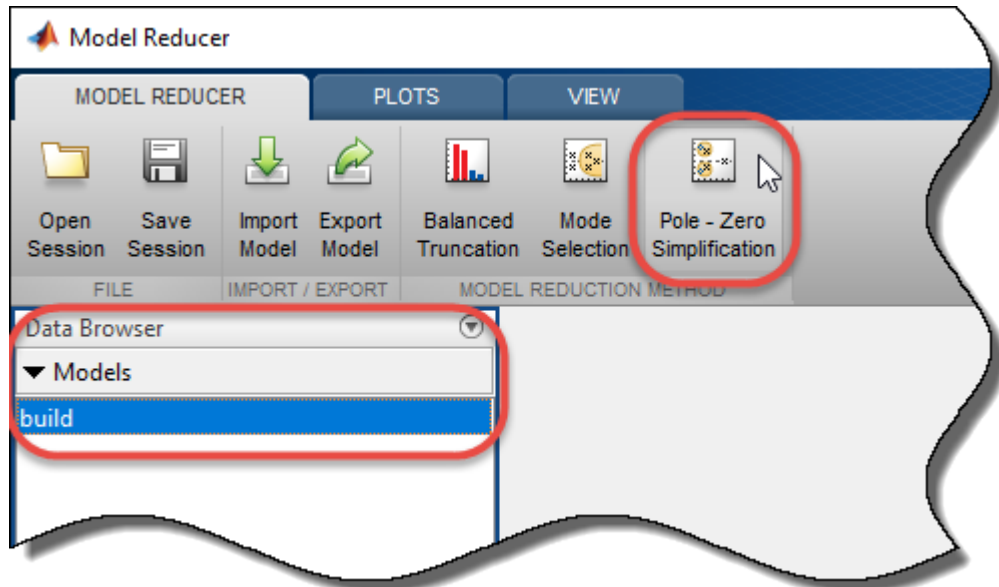 Model Reducer
MODEL REDUCER PLOTS VIEW
Open Session
Save Session
Import Model
Export Model
Balanced Truncation
Mode Selection
Pole - Zero Simplification
FILE IMPORT / EXPORT MODEL REDUCTION METHOD
Data Browser
Models
build